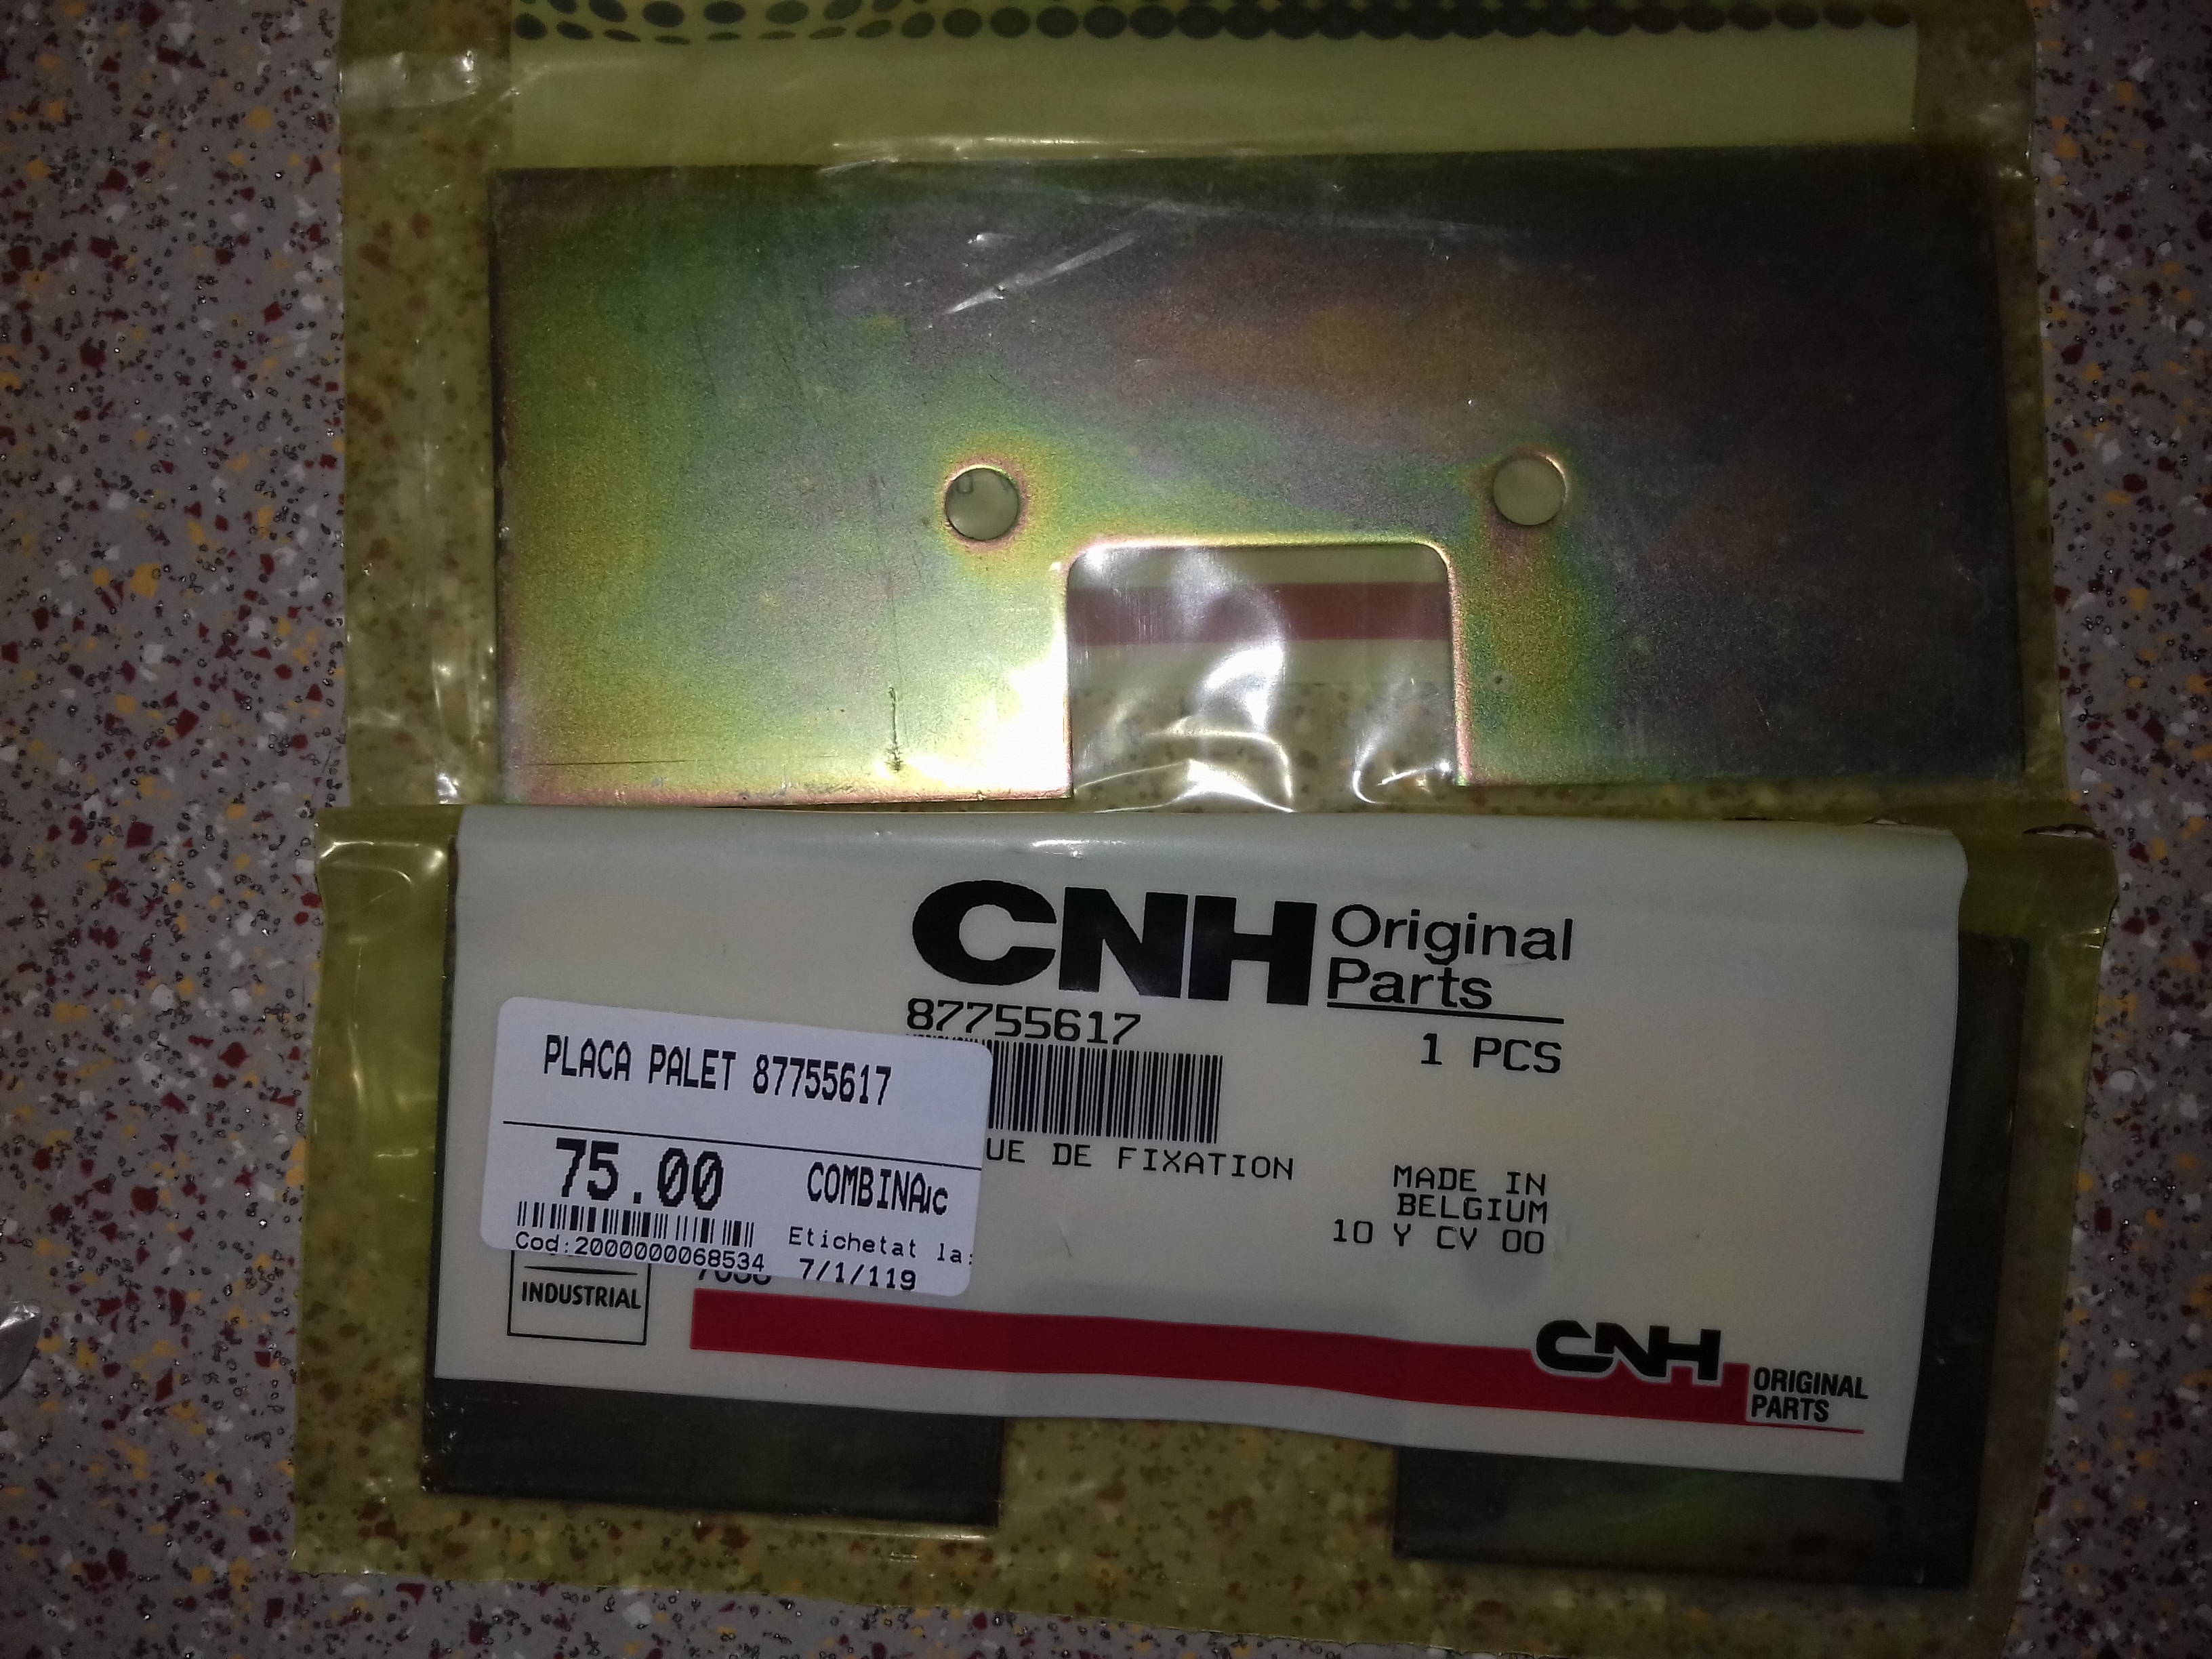 CNH Original
Parts
87755617
1 PCS
PLACA PALET 87755617
75.00
COMBINA
Cod:2000000068534
Etichetat la:
7/1/119
UE DE FIXATION
MADE IN
BELGIUM
10 Y CV 00
INDUSTRIAL
CNH
ORIGINAL
PARTS